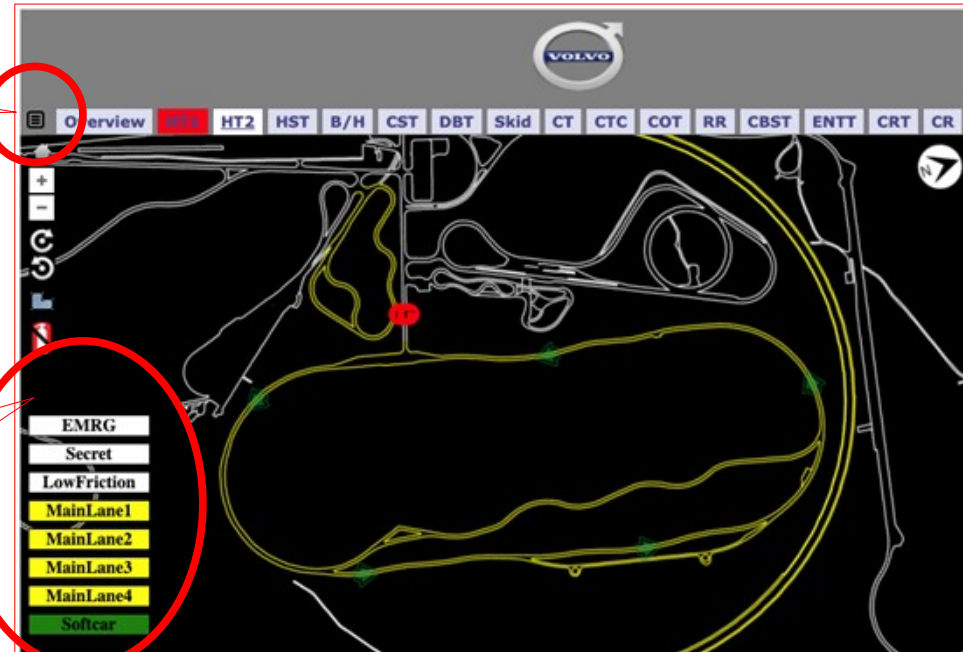 VOLVO
Overview HT1 HT2 HST B/H CST DBT Skid CT CTC COT RR CBST ENTT CRT CR
N
+
−
EMRG
Secret
LowFriction
MainLane1
MainLane2
MainLane3
MainLane4
Softcar